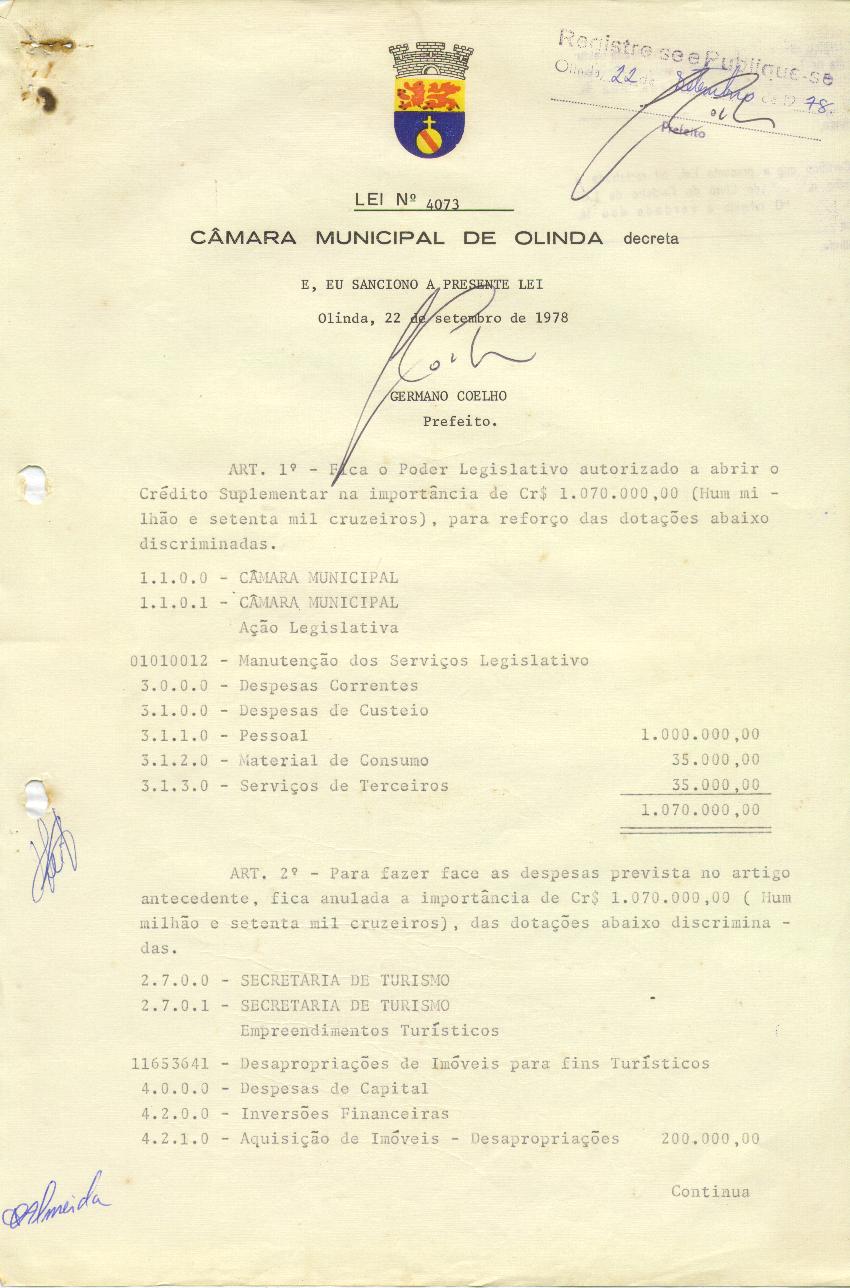 Registre se e Publique-se
Olinda, 22 de Setembro de 19 78.
Prefeito
LEI Nº 4073
CÂMARA MUNICIPAL DE OLINDA decreta
E, EU SANCIONO A PRESENTE LEI
Olinda, 22 de setembro de 1978
GERMANO COELHO
Prefeito.
ART. 1º - Fica o Poder Legislativo autorizado a abrir o
Crédito Suplementar na importância de Cr$ 1.070.000,00 (Hum mi -
lhão e setenta mil cruzeiros), para reforço das dotações abaixo
discriminadas.
1.1.0.0 - CÂMARA MUNICIPAL
1.1.0.1 - CÂMARA MUNICIPAL
Ação Legislativa
01010012 - Manutenção dos Serviços Legislativo
3.0.0.0 - Despesas Correntes
3.1.0.0 - Despesas de Custeio
3.1.1.0 - Pessoal 1.000.000,00
3.1.2.0 - Material de Consumo 35.000,00
3.1.3.0 - Serviços de Terceiros 35.000,00
1.070.000,00
ART. 2º - Para fazer face as despesas prevista no artigo
antecedente, fica anulada a importância de Cr$ 1.070.000,00 ( Hum
milhão e setenta mil cruzeiros), das dotações abaixo discrimina -
das.
2.7.0.0 - SECRETARIA DE TURISMO
2.7.0.1 - SECRETARIA DE TURISMO
Empreendimentos Turísticos
11653641 - Desapropriações de Imóveis para fins Turísticos
4.0.0.0 - Despesas de Capital
4.2.0.0 - Inversões Financeiras
4.2.1.0 - Aquisição de Imóveis - Desapropriações 200.000,00
Continua
Almeida